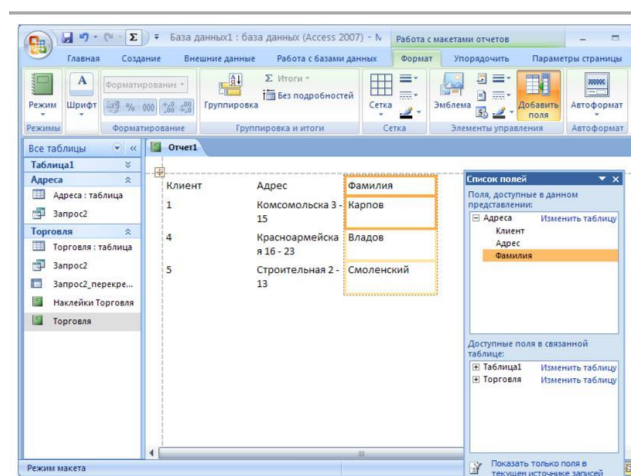 База данных1 : база данных (Access 2007) - N
Работа с макетами отчетов
Главная Создание Внешние данные Работа с базами данных Формат Упорядочить Параметры страницы
Форматирование
Σ Итоги
Без подробностей
Режим Шрифт Группировка Сетка Эмблема Добавить поля Автоформат
% 000
Режимы Форматирование Группировка и итоги Сетка Элементы управления Автоформат
Все таблицы
Таблица1
Адреса
Адреса : таблица
Запрос2
Торговля
Торговля : таблица
Запрос2
Запрос2_перекре...
Наклейки Торговля
Торговля
Отчет1
Клиент Адрес Фамилия
1 Комсомольска 3 - Карпов
15
4 Красноармейска Владов
я 16 - 23
5 Строительная 2 - Смоленский
13
Список полей
Поля, доступные в данном
представлении:
Адреса Изменить таблицу
Клиент
Адрес
Фамилия
Доступные поля в связанной
таблице:
Таблица1 Изменить таблицу
Торговля Изменить таблицу
Показать только поля в
текущем источнике записей
Режим макета